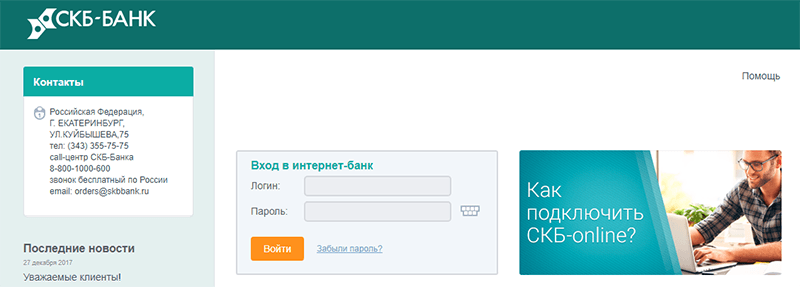 СКБ-БАНК
Контакты
Российская Федерация,
Г. ЕКАТЕРИНБУРГ,
УЛ.КУЙБЫШЕВА,75
тел: (343) 355-75-75
call-центр СКБ-Банка
8-800-1000-600
звонок бесплатный по России
email: orders@skbbank.ru
Последние новости
27 декабря 2017
Уважаемые клиенты!
Помощь
Вход в интернет-банк
Логин:
Пароль:
Войти
Забыли пароль?
Как
подключить
СКБ-online?